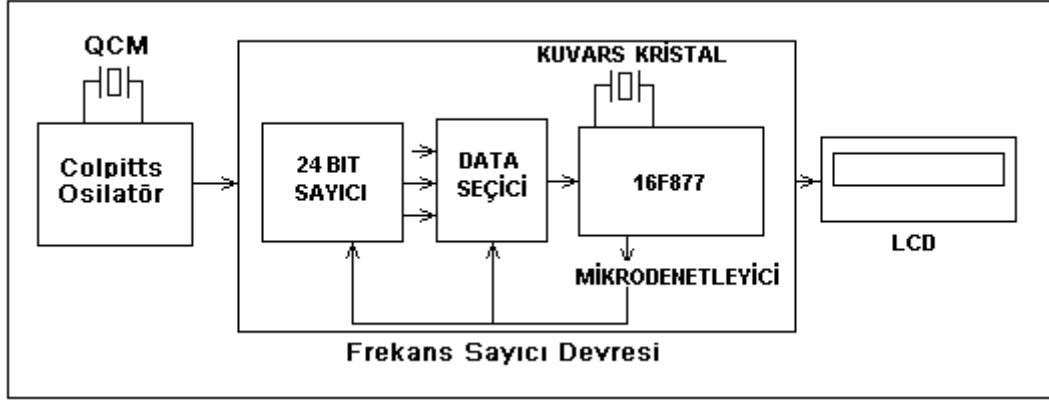 QCM
Colpitts
Osilatör
KUVARS KRİSTAL
24 BIT
SAYICI
DATA
SEÇİCİ
16F877
MİKRODENETLEYİCİ
LCD
Frekans Sayıcı Devresi